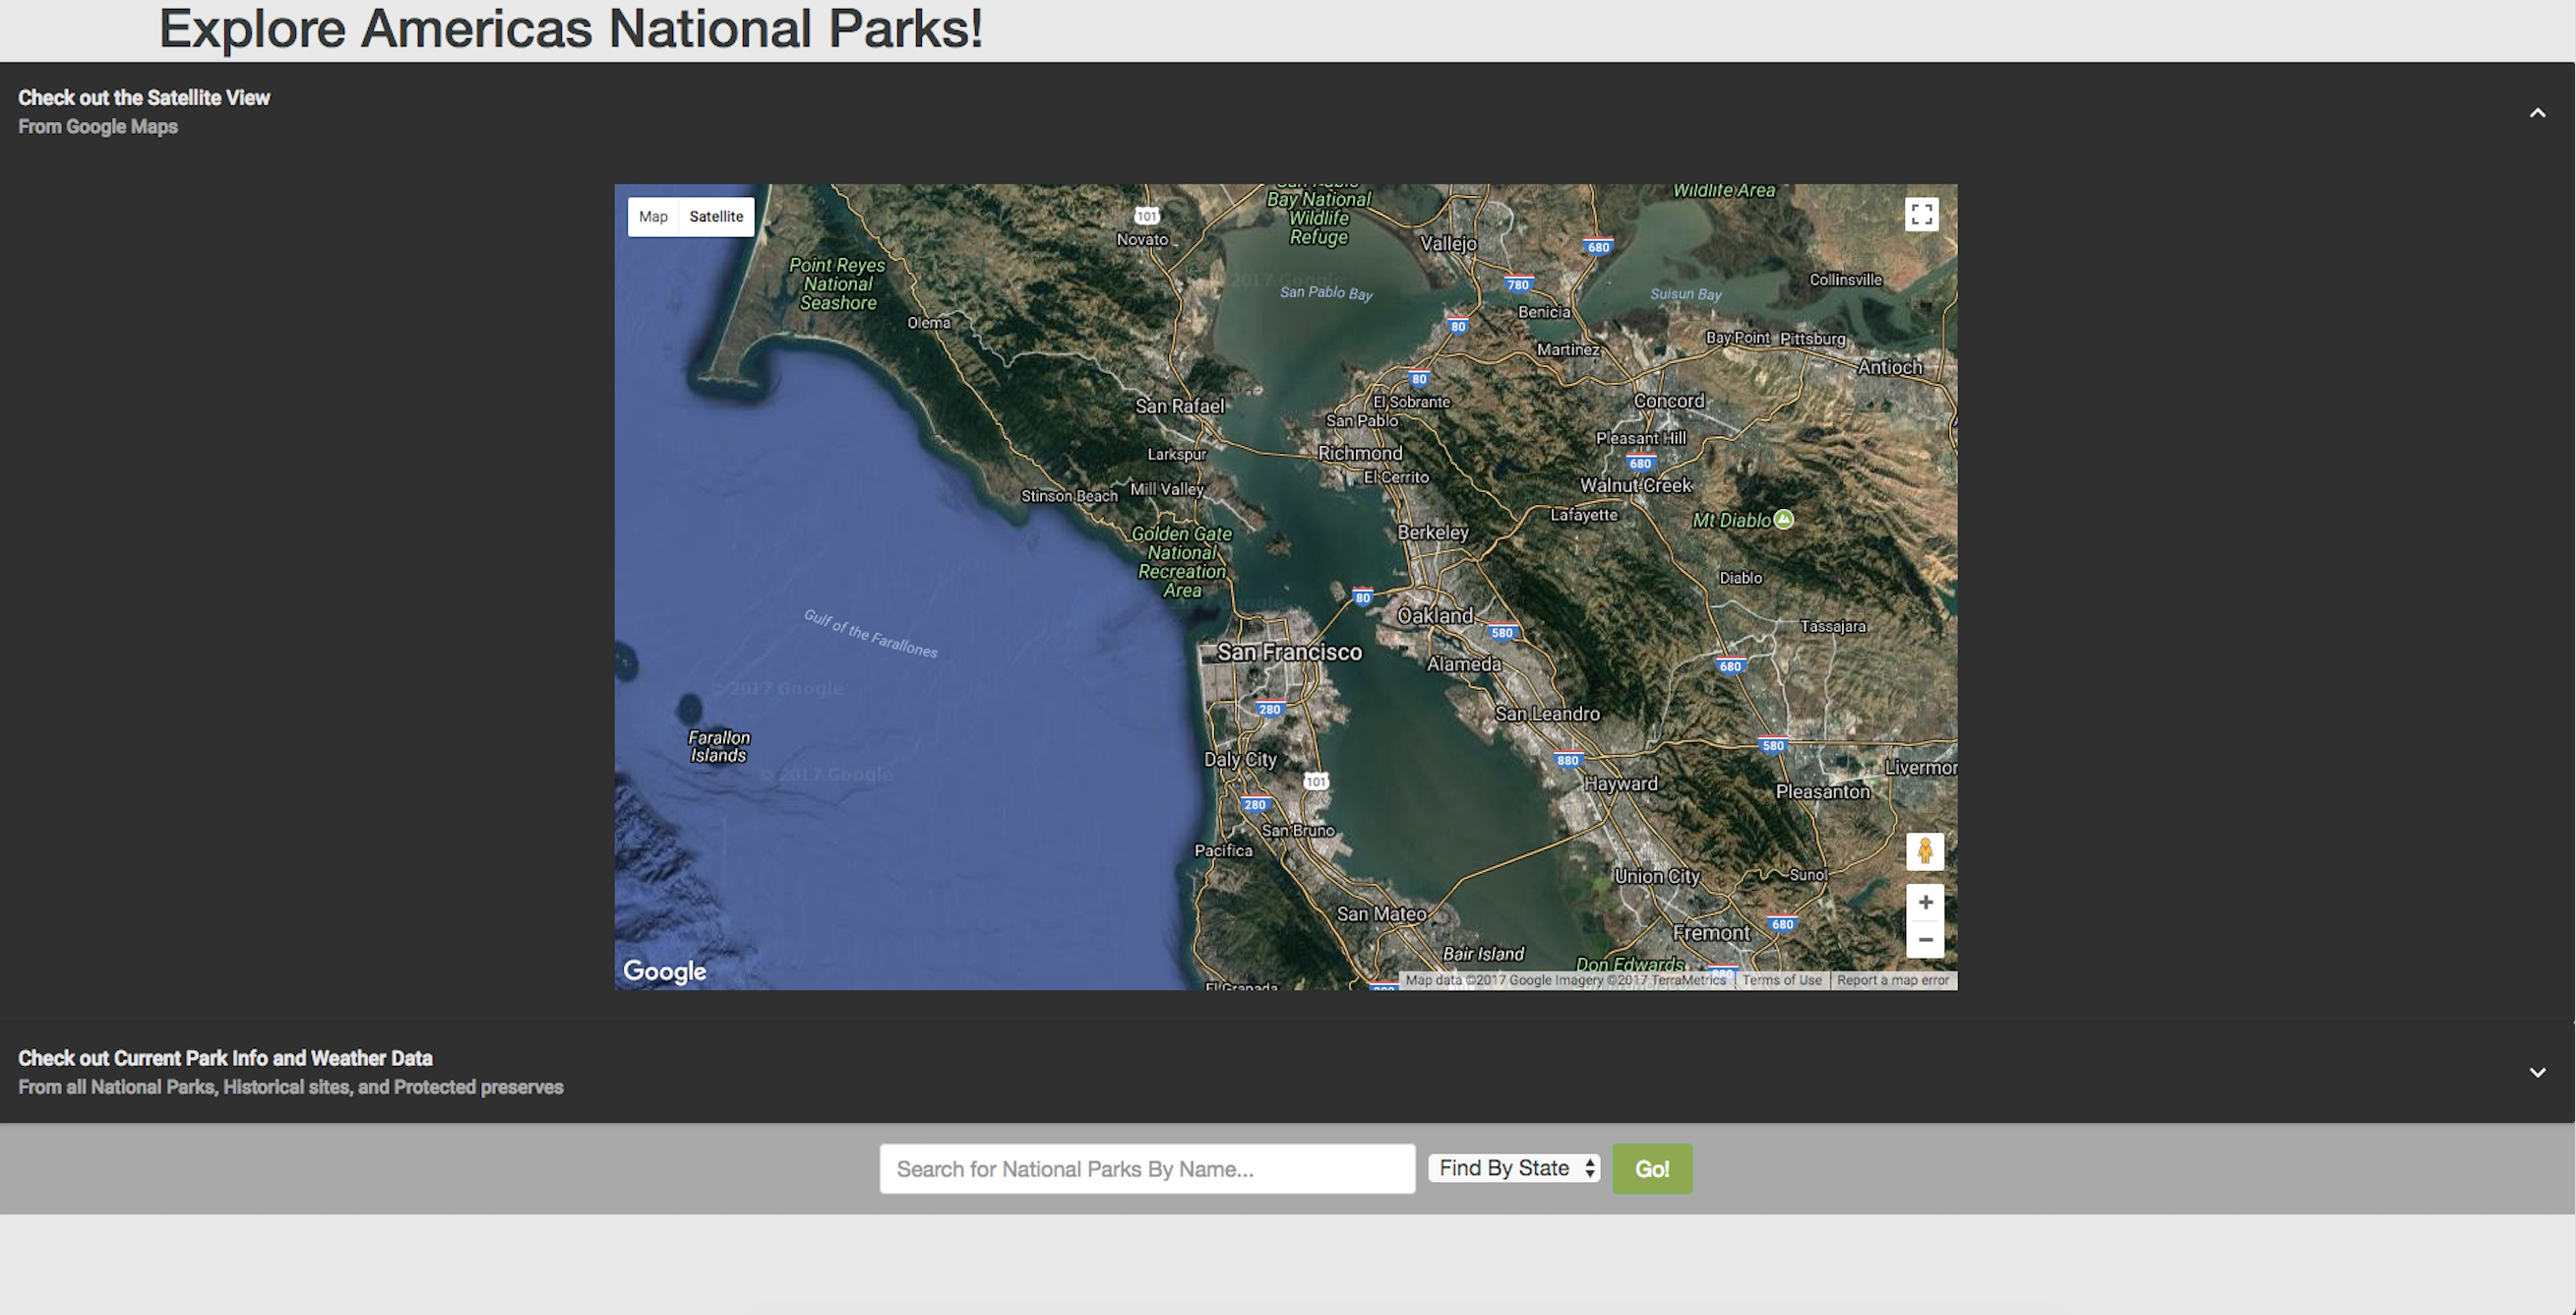 Explore Americas National Parks!
Check out the Satellite View
From Google Maps
Map Satellite
Bay National
Wildlife
Refuge
Wildlife Area
101
Novato
Vallejo
680
Point Reyes
National
Seashore
780
Collinsville
San Pablo Bay
Suisun Bay
Olema
Benicia
80
Bay Point
Pittsburg
Martinez
Antioch
80
San Rafael
El Sobrante
Concord
San Pablo
Pleasant Hill
Larkspur
Richmond
680
El Cerrito
Walnut Creek
Stinson Beach
Mill Valley
Lafayette
Mt Diablo
Golden Gate
National
Recreation
Area
Berkeley
Diablo
80
Gulf of the Farallones
Oakland
580
Tassajara
San Francisco
Alameda
680
© 2017 Google
280
San Leandro
Farallon
Islands
580
Daly City
880
Livermor
© 2017 Google
101
Hayward
Pleasanton
280
San Bruno
Pacifica
Union City
Sunol
San Mateo
680
Fremont
Bair Island
Don Edwards
Google
880
El Granada
280
Map data ©2017 Google Imagery ©2017 TerraMetrics
Terms of Use
Report a map error
Check out Current Park Info and Weather Data
From all National Parks, Historical sites, and Protected preserves
Search for National Parks By Name...
Find By State
Go!